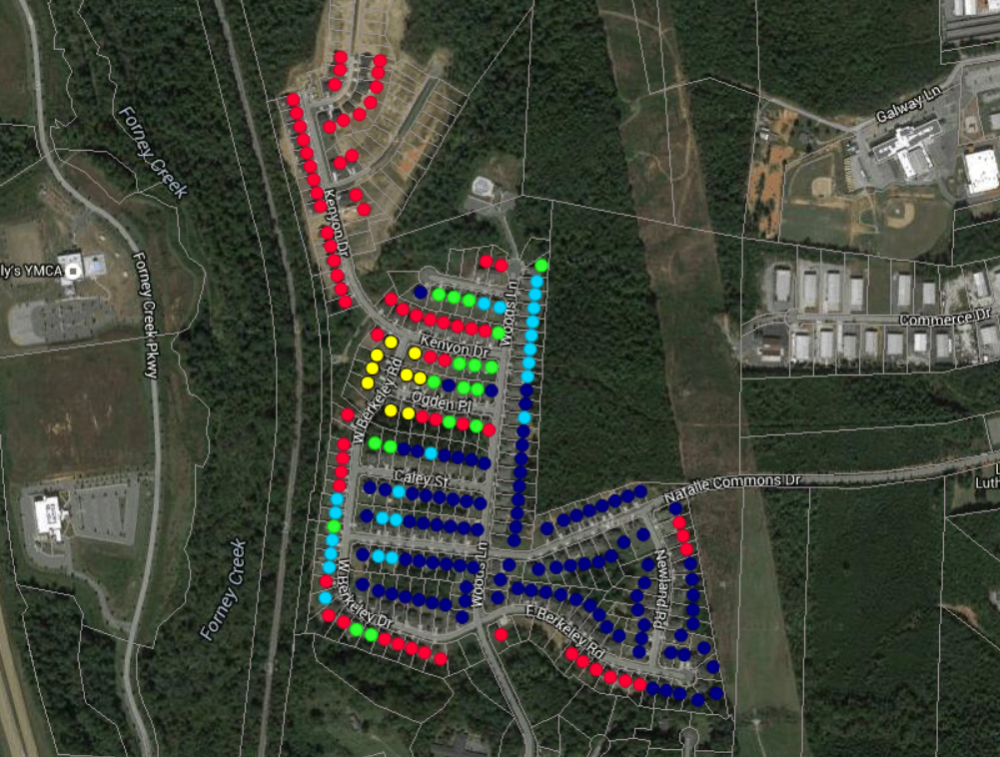 Galway Ln
Forney Creek
Kenyon Dr
ly's YMCA
Forney Creek Pkwy
Woods Ln
Commerce Dr
Kenyon Dr
W Berkeley Rd
Ogden Pl
Caley St
Natalie Commons Dr
L
Luth
Forney Creek
Woods Ln
Newland Rd
W Berkeley Dr
E Berkeley Rd